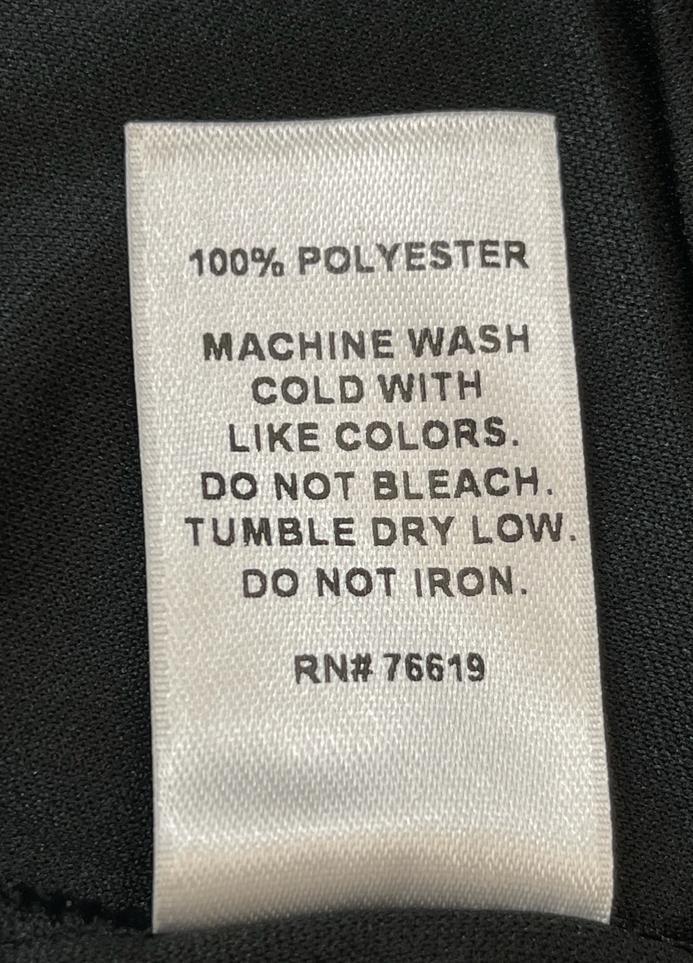 100% POLYESTER
MACHINE WASH
COLD WITH
LIKE COLORS.
DO NOT BLEACH.
TUMBLE DRY LOW.
DO NOT IRON.
RN# 76619